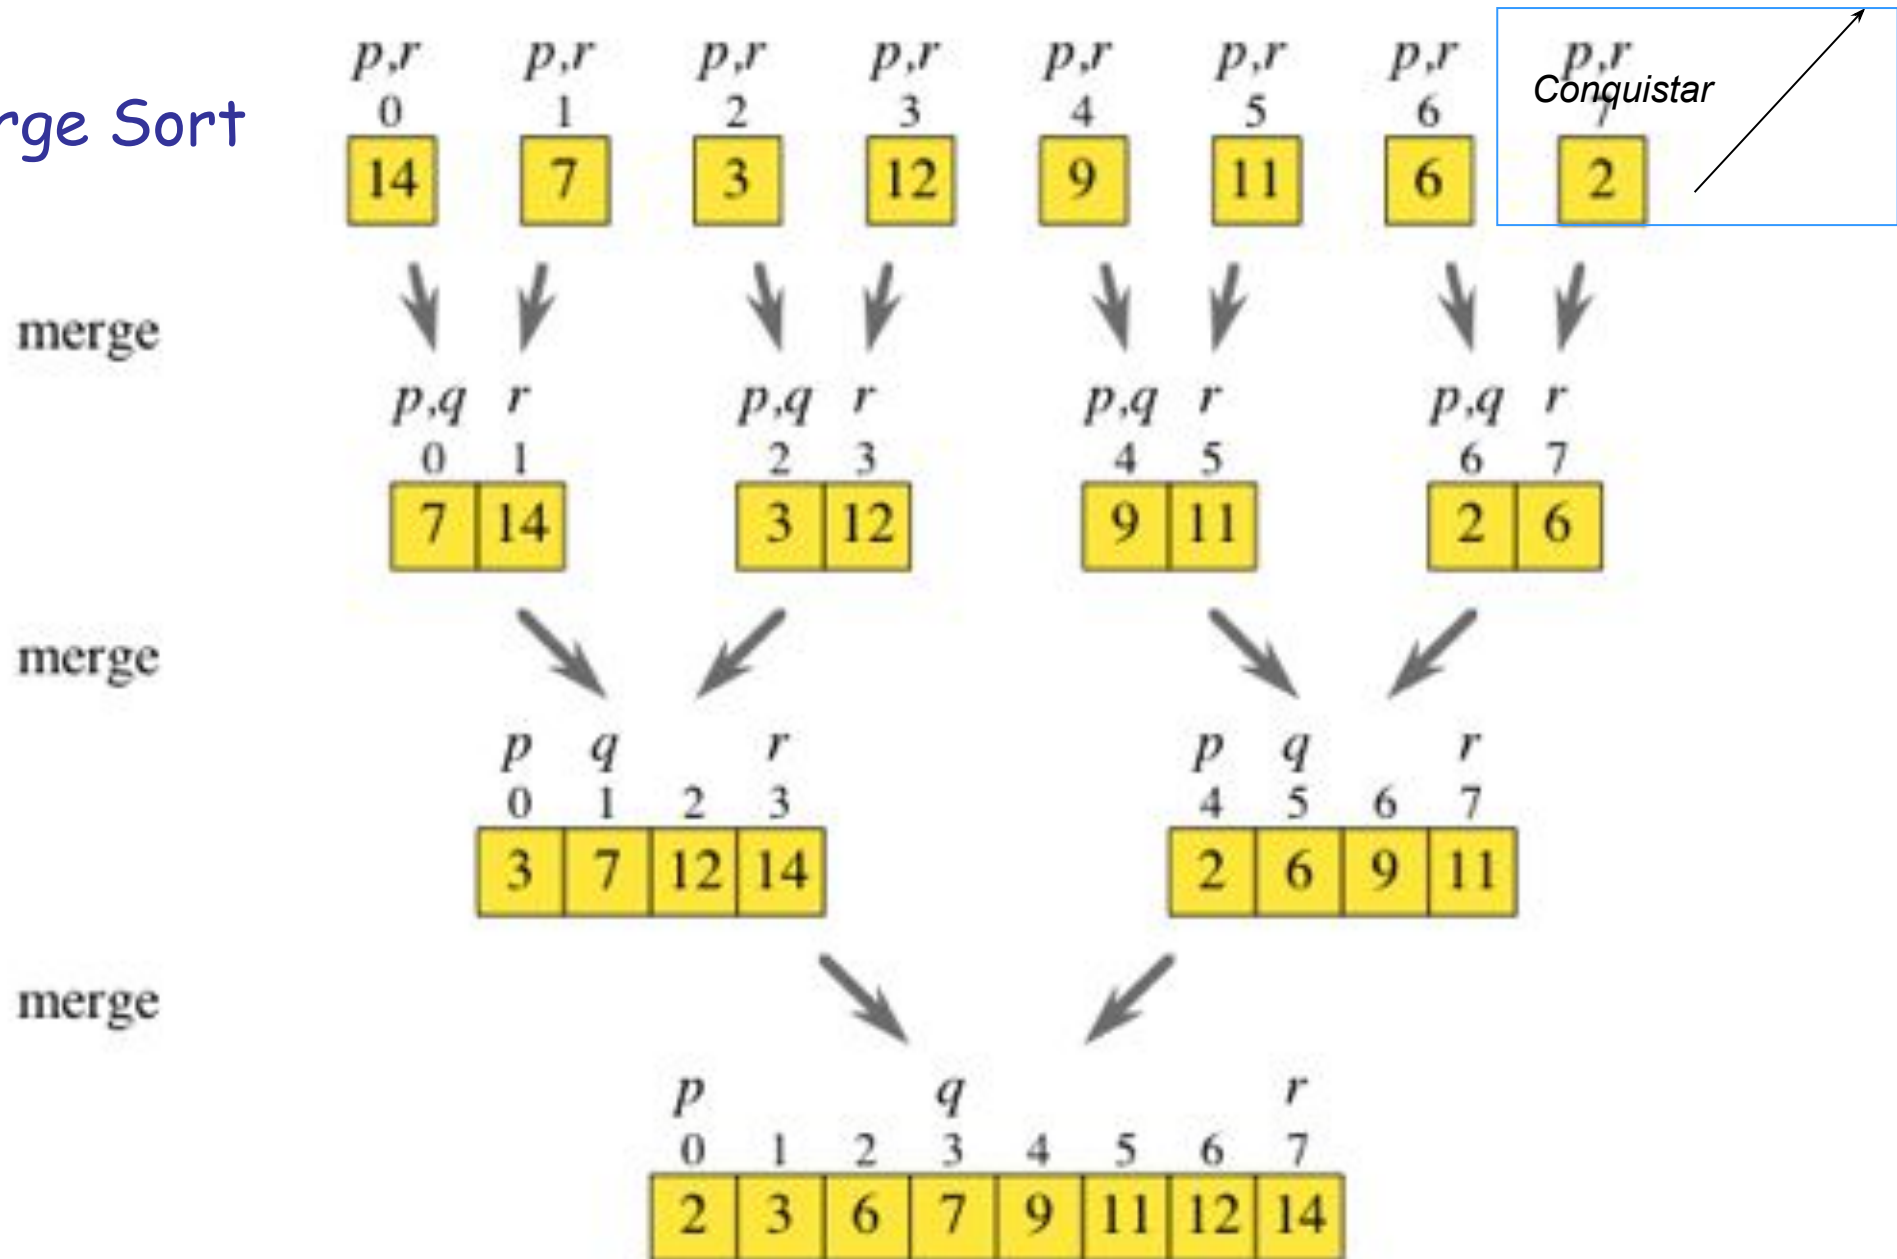 p,r p,r p,r p,r p,r p,r p,r p,r
Conquistar
rge Sort
0 1 2 3 4 5 6 7
14 7 3 12 9 11 6 2
merge
p,q r p,q r p,q r p,q r
0 1 2 3 4 5 6 7
7 14 3 12 9 11 2 6
merge
p q r p q r
0 1 2 3 4 5 6 7
3 7 12 14 2 6 9 11
merge
p q r
0 1 2 3 4 5 6 7
2 3 6 7 9 11 12 14